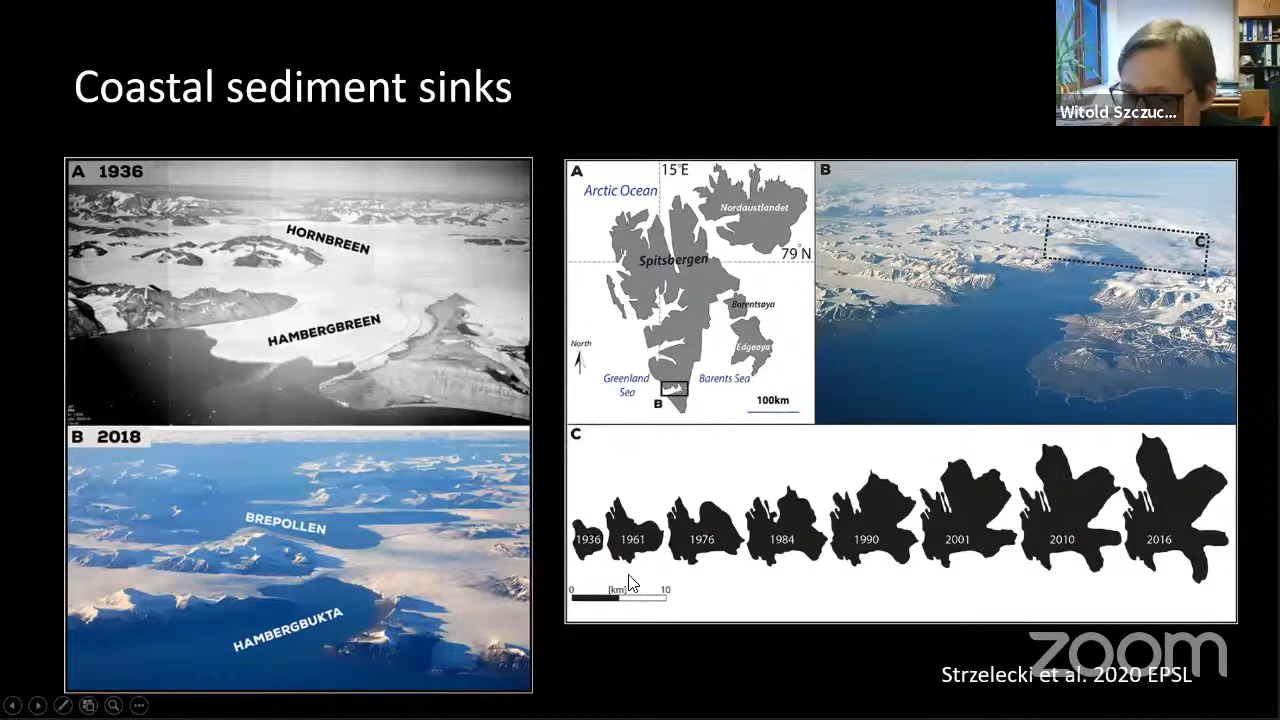 Coastal sediment sinks
Witold Szczuc...
A 1936
HORNBREEN
HAMBERGBREEN
B 2018
BREPOLLEN
HAMBERGBUKTA
A
15°E
Arctic Ocean
Nordaustlandet
79°N
Spitsbergen
Barentsøya
Edgeøya
North
Greenland
Sea
Barents Sea
B
100km
B
C
C
1936
1961
1976
1984
1990
2001
2010
2016
0 [km] 10
zoom
Strzelecki et al. 2020 EPSL